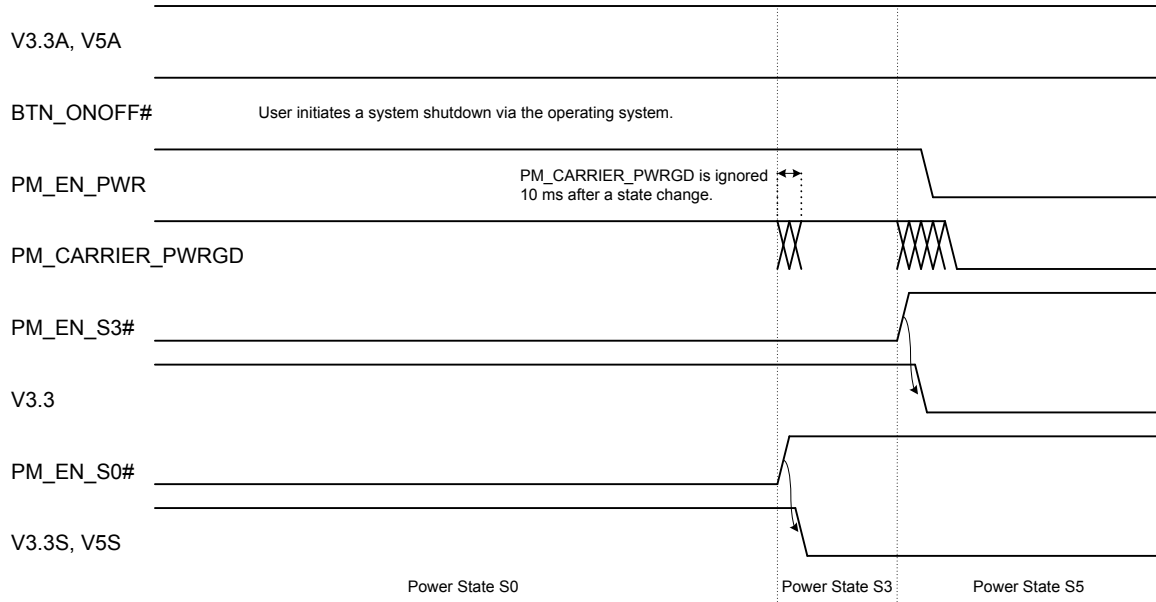 V3.3A, V5A
BTN_ONOFF#
User initiates a system shutdown via the operating system.
PM_EN_PWR
PM_CARRIER_PWRGD is ignored
10 ms after a state change.
PM_CARRIER_PWRGD
PM_EN_S3#
V3.3
PM_EN_S0#
V3.3S, V5S
Power State S0
Power State S3
Power State S5